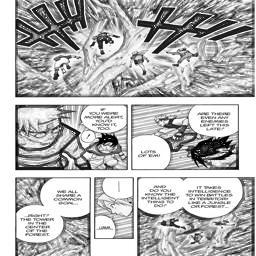 ARE THERE
EVEN ANY
ENEMIES
LEFT THIS
LATE?
LOTS
OF 'EM!
IF YOU
WERE
MORE ALERT,
YOU'D
KNOW IT,
TOO.
!
IT TAKES
INTELLIGENCE
TO WIN BATTLES
IN TERRITORY
LIKE A JUNGLE
OR FOREST...
AND
DO YOU
KNOW THE
INTELLIGENT
THING TO
DO?
WE ALL
SHARE A
COMMON
GOAL...
RIGHT?
THE TOWER
IN THE
CENTER
OF THE
FOREST.